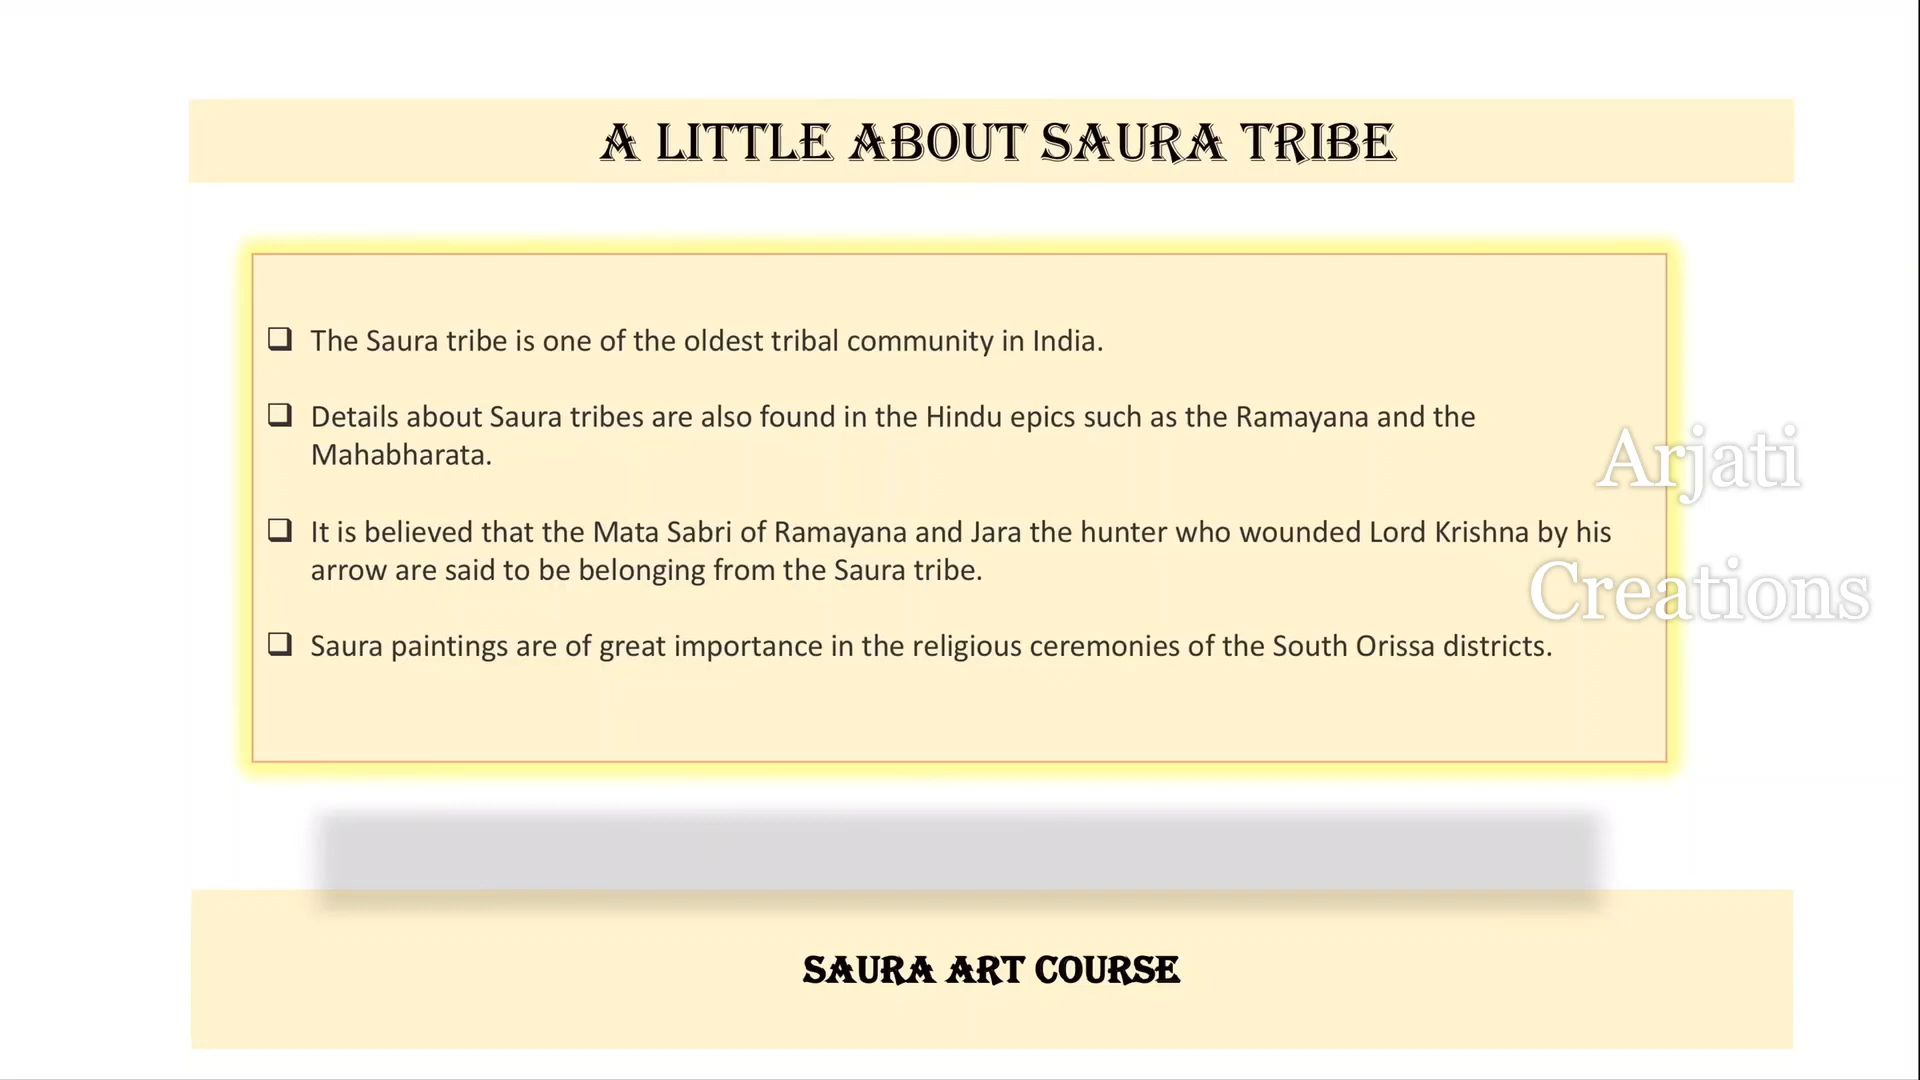 A LITTLE ABOUT SAURA TRIBE
❑ The Saura tribe is one of the oldest tribal community in India.
❑ Details about Saura tribes are also found in the Hindu epics such as the Ramayana and the
Mahabharata.
❑ It is believed that the Mata Sabri of Ramayana and Jara the hunter who wounded Lord Krishna by his
arrow are said to be belonging from the Saura tribe.
❑ Saura paintings are of great importance in the religious ceremonies of the South Orissa districts.
Arjati
Creations
SAURA ART COURSE